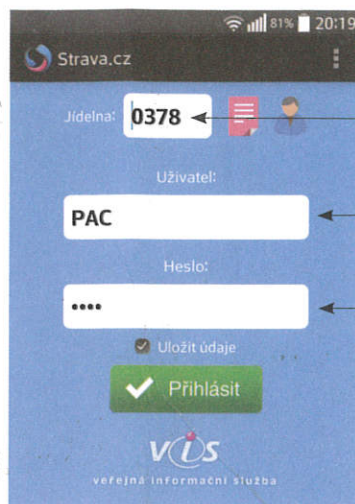 81% 20:19
Strava.cz
Jídelna: 0378
Uživatel:
PAC
Heslo:
••••
Uložit údaje
Přihlásit
vis
veřejná informační služba